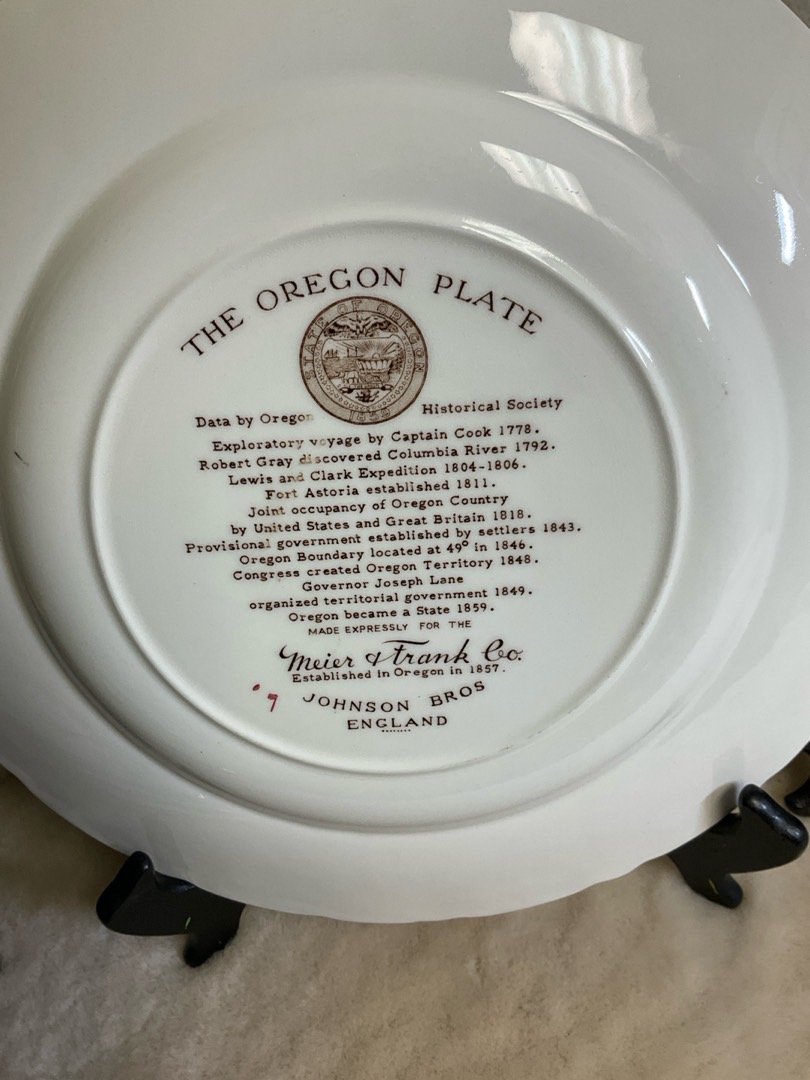 THE OREGON PLATE
STATE OF OREGON
1859
Data by Oregon Historical Society
Exploratory voyage by Captain Cook 1778.
Robert Gray discovered Columbia River 1792.
Lewis and Clark Expedition 1804-1806.
Fort Astoria established 1811.
Joint occupancy of Oregon Country
by United States and Great Britain 1818.
Provisional government established by settlers 1843.
Oregon Boundary located at 49° in 1846.
Congress created Oregon Territory 1848.
Governor Joseph Lane
organized territorial government 1849.
Oregon became a State 1859.
MADE EXPRESSLY FOR THE
Meier & Frank Co.
Established in Oregon in 1857.
JOHNSON BROS
ENGLAND